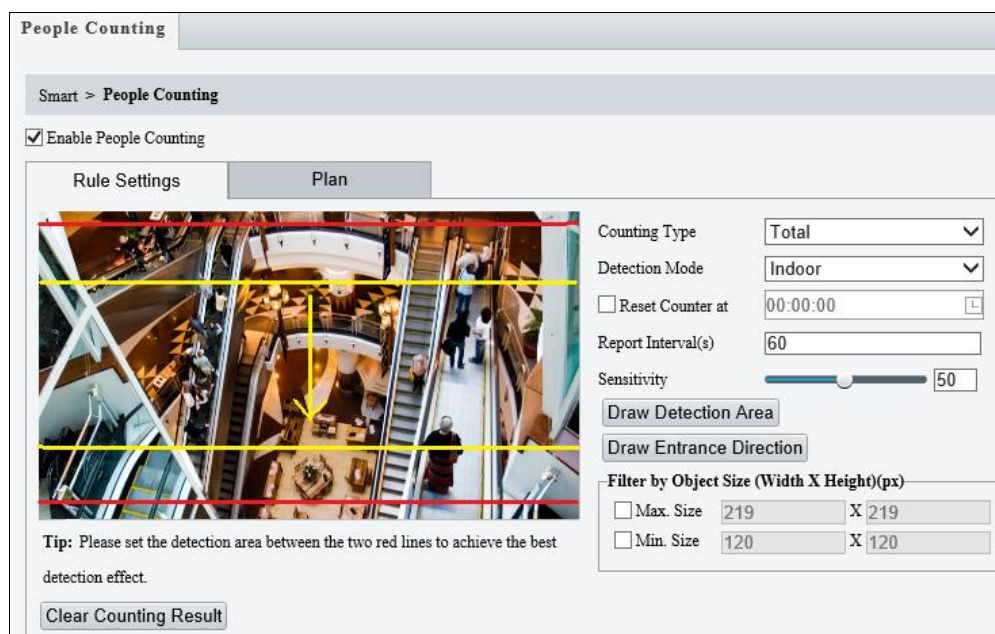 People Counting
Smart > People Counting
Enable People Counting
Rule Settings
Plan
Counting Type
Total
Detection Mode
Indoor
Reset Counter at
00:00:00
Report Interval(s)
60
Sensitivity
50
Draw Detection Area
Draw Entrance Direction
Filter by Object Size (Width X Height)(px)
Max. Size
219
X
219
Min. Size
120
X
120
Tip: Please set the detection area between the two red lines to achieve the best
detection effect.
Clear Counting Result